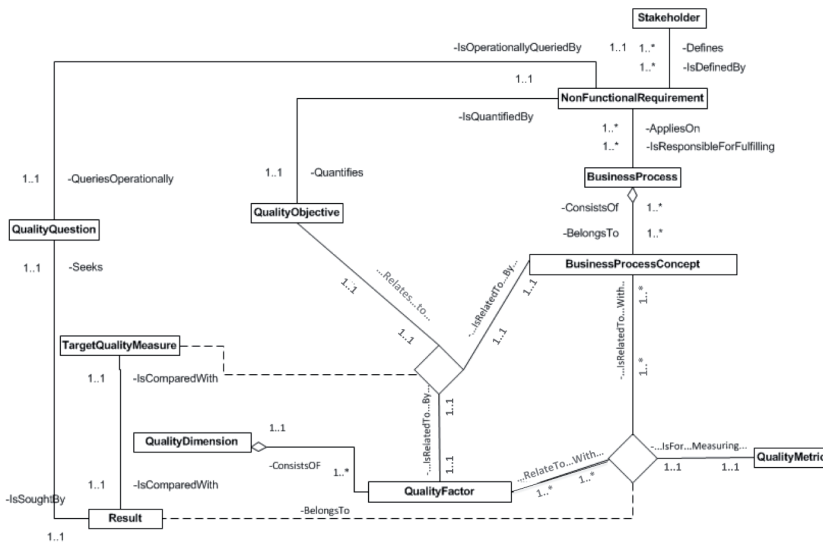 Stakeholder
-IsOperationallyQueriedBy
1..1 1..* -Defines
1..* -IsDefinedBy
1..1
NonFunctionalRequirement
-IsQuantifiedBy
1..* -AppliesOn
1..* -IsResponsibleForFulfilling
1..1 -QueriesOperationally
1..1 -Quantifies
BusinessProcess
-ConsistsOf 1..*
QualityObjective
QualityQuestion
-BelongsTo 1..*
1..1 -Seeks
BusinessProcessConcept
...Relates...to...
1..1
1..1
-...IsRelatedTo...By...
1..1
1..1
-...IsRelatedTo...With...
1..*
1..*
TargetQualityMeasure
1..1 -IsComparedWith
-...IsRelatedTo...By...
1..1
1..1
QualityDimension
1..1
-ConsistsOF
1..*
-...IsFor...Measuring...
1..1 1..1
QualityMetric
...RelateTo...With...
1..* 1..*
1..1 -IsComparedWith
QualityFactor
-IsSoughtBy
Result
-BelongsTo
1..1